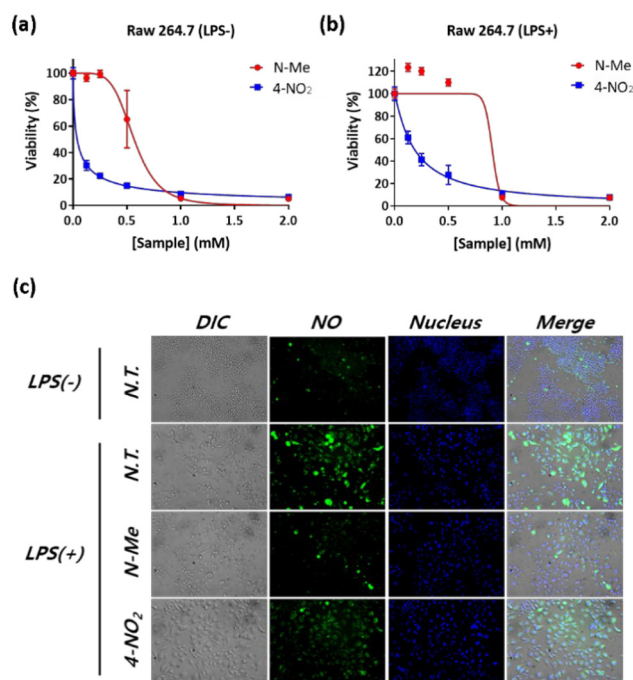 (a)
Raw 264.7 (LPS-)
N-Me
4-NO₂
Viability (%)
120
100
80
60
40
20
0
0.0
0.5
1.0
1.5
2.0
[Sample] (mM)
(b)
Raw 264.7 (LPS+)
N-Me
4-NO₂
Viability (%)
120
100
80
60
40
20
0
0.0
0.5
1.0
1.5
2.0
[Sample] (mM)
(c)
DIC
NO
Nucleus
Merge
LPS(-)
N.T.
LPS(+)
N.T.
N-Me
4-NO₂